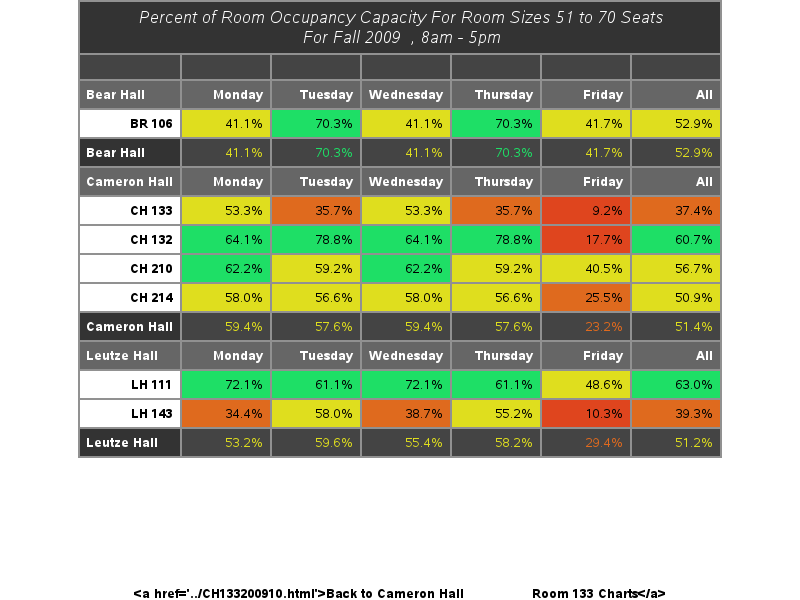 Percent of Room Occupancy Capacity For Room Sizes 51 to 70 Seats
For Fall 2009 , 8am - 5pm
Bear Hall Monday Tuesday Wednesday Thursday Friday All
BR 106 41.1% 70.3% 41.1% 70.3% 41.7% 52.9%
Bear Hall 41.1% 70.3% 41.1% 70.3% 41.7% 52.9%
Cameron Hall Monday Tuesday Wednesday Thursday Friday All
CH 133 53.3% 35.7% 53.3% 35.7% 9.2% 37.4%
CH 132 64.1% 78.8% 64.1% 78.8% 17.7% 60.7%
CH 210 62.2% 59.2% 62.2% 59.2% 40.5% 56.7%
CH 214 58.0% 56.6% 58.0% 56.6% 25.5% 50.9%
Cameron Hall 59.4% 57.6% 59.4% 57.6% 23.2% 51.4%
Leutze Hall Monday Tuesday Wednesday Thursday Friday All
LH 111 72.1% 61.1% 72.1% 61.1% 48.6% 63.0%
LH 143 34.4% 58.0% 38.7% 55.2% 10.3% 39.3%
Leutze Hall 53.2% 59.6% 55.4% 58.2% 29.4% 51.2%
<a href='../CH133200910.html'>Back to Cameron Hall Room 133 Charts</a>